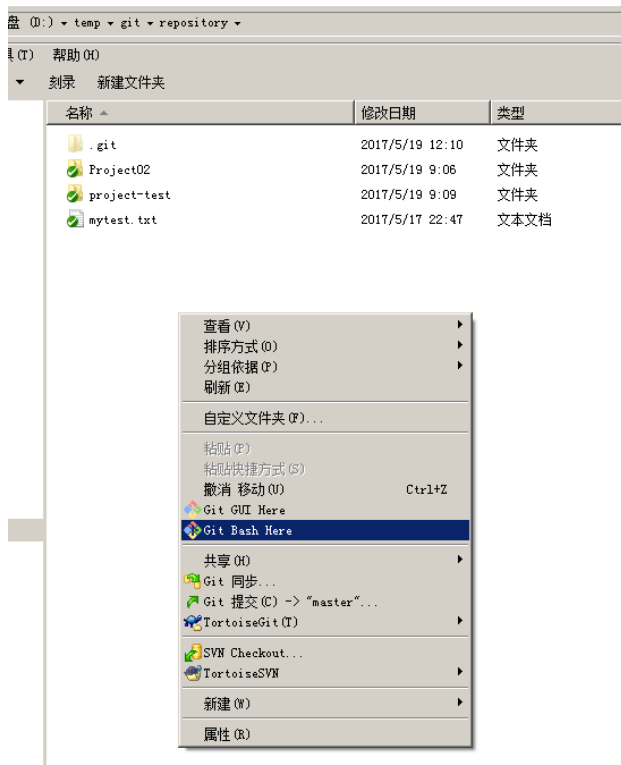 盘 (D:) ▾ temp ▾ git ▾ repository ▾
具(T) 帮助(H)
刻录 新建文件夹
名称 修改日期 类型
.git 2017/5/19 12:10 文件夹
Project02 2017/5/19 9:06 文件夹
project-test 2017/5/19 9:09 文件夹
mytest.txt 2017/5/17 22:47 文本文档
查看(V)
排序方式(O)
分组依据(P)
刷新(E)
自定义文件夹(F)...
粘贴(P)
粘贴快捷方式(S)
撤消 移动(U) Ctrl+Z
Git GUI Here
Git Bash Here
共享(H)
Git 同步...
Git 提交(C) -> "master"...
TortoiseGit(T)
SVN Checkout...
TortoiseSVN
新建(W)
属性(R)